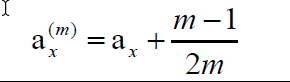 a_x^{(m)} = a_x + \frac{m-1}{2m}